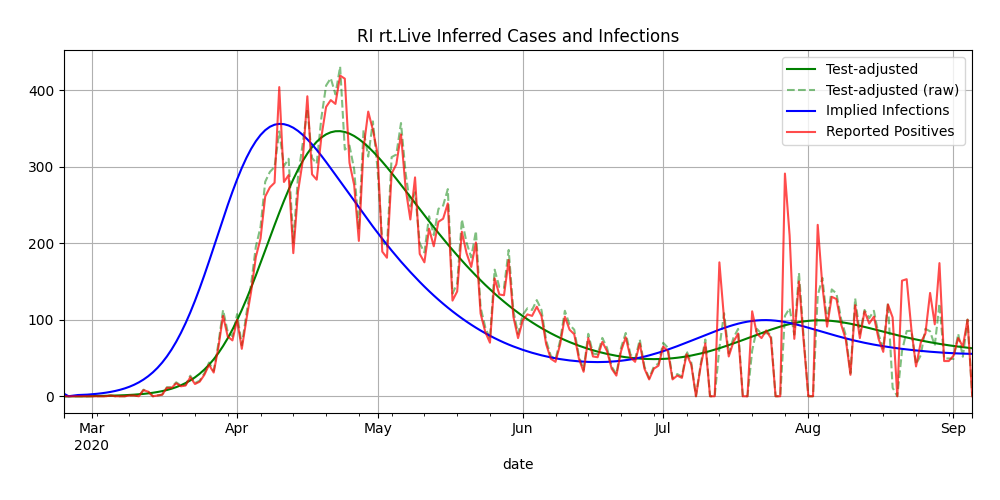 RI rt.Live Inferred Cases and Infections
Test-adjusted
Test-adjusted (raw)
Implied Infections
Reported Positives
400
300
200
100
0
Mar Apr May Jun Jul Aug Sep
2020
date